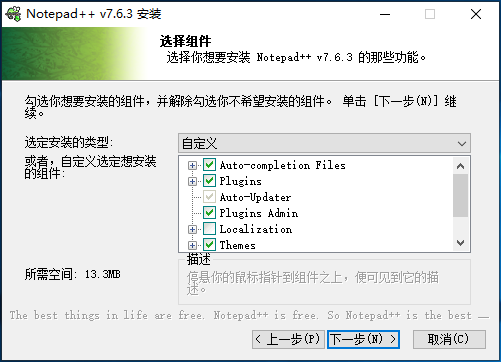 Notepad++ v7.6.3 安装
选择组件
选择你想要安装 Notepad++ v7.6.3 的那些功能。
勾选你想要安装的组件，并解除勾选你不希望安装的组件。 单击 [下一步(N)] 继
续。
选定安装的类型:
自定义
或者，自定义选定想安装
的组件:
Auto-completion Files
Plugins
Auto-Updater
Plugins Admin
Localization
Themes
所需空间: 13.3MB
描述
停悬你的鼠标指针到组件之上，便可见到它的描
述。
The best things in life are free. Notepad++ is free. So Notepad++ is the best
< 上一步(P)
下一步(N) >
取消(C)